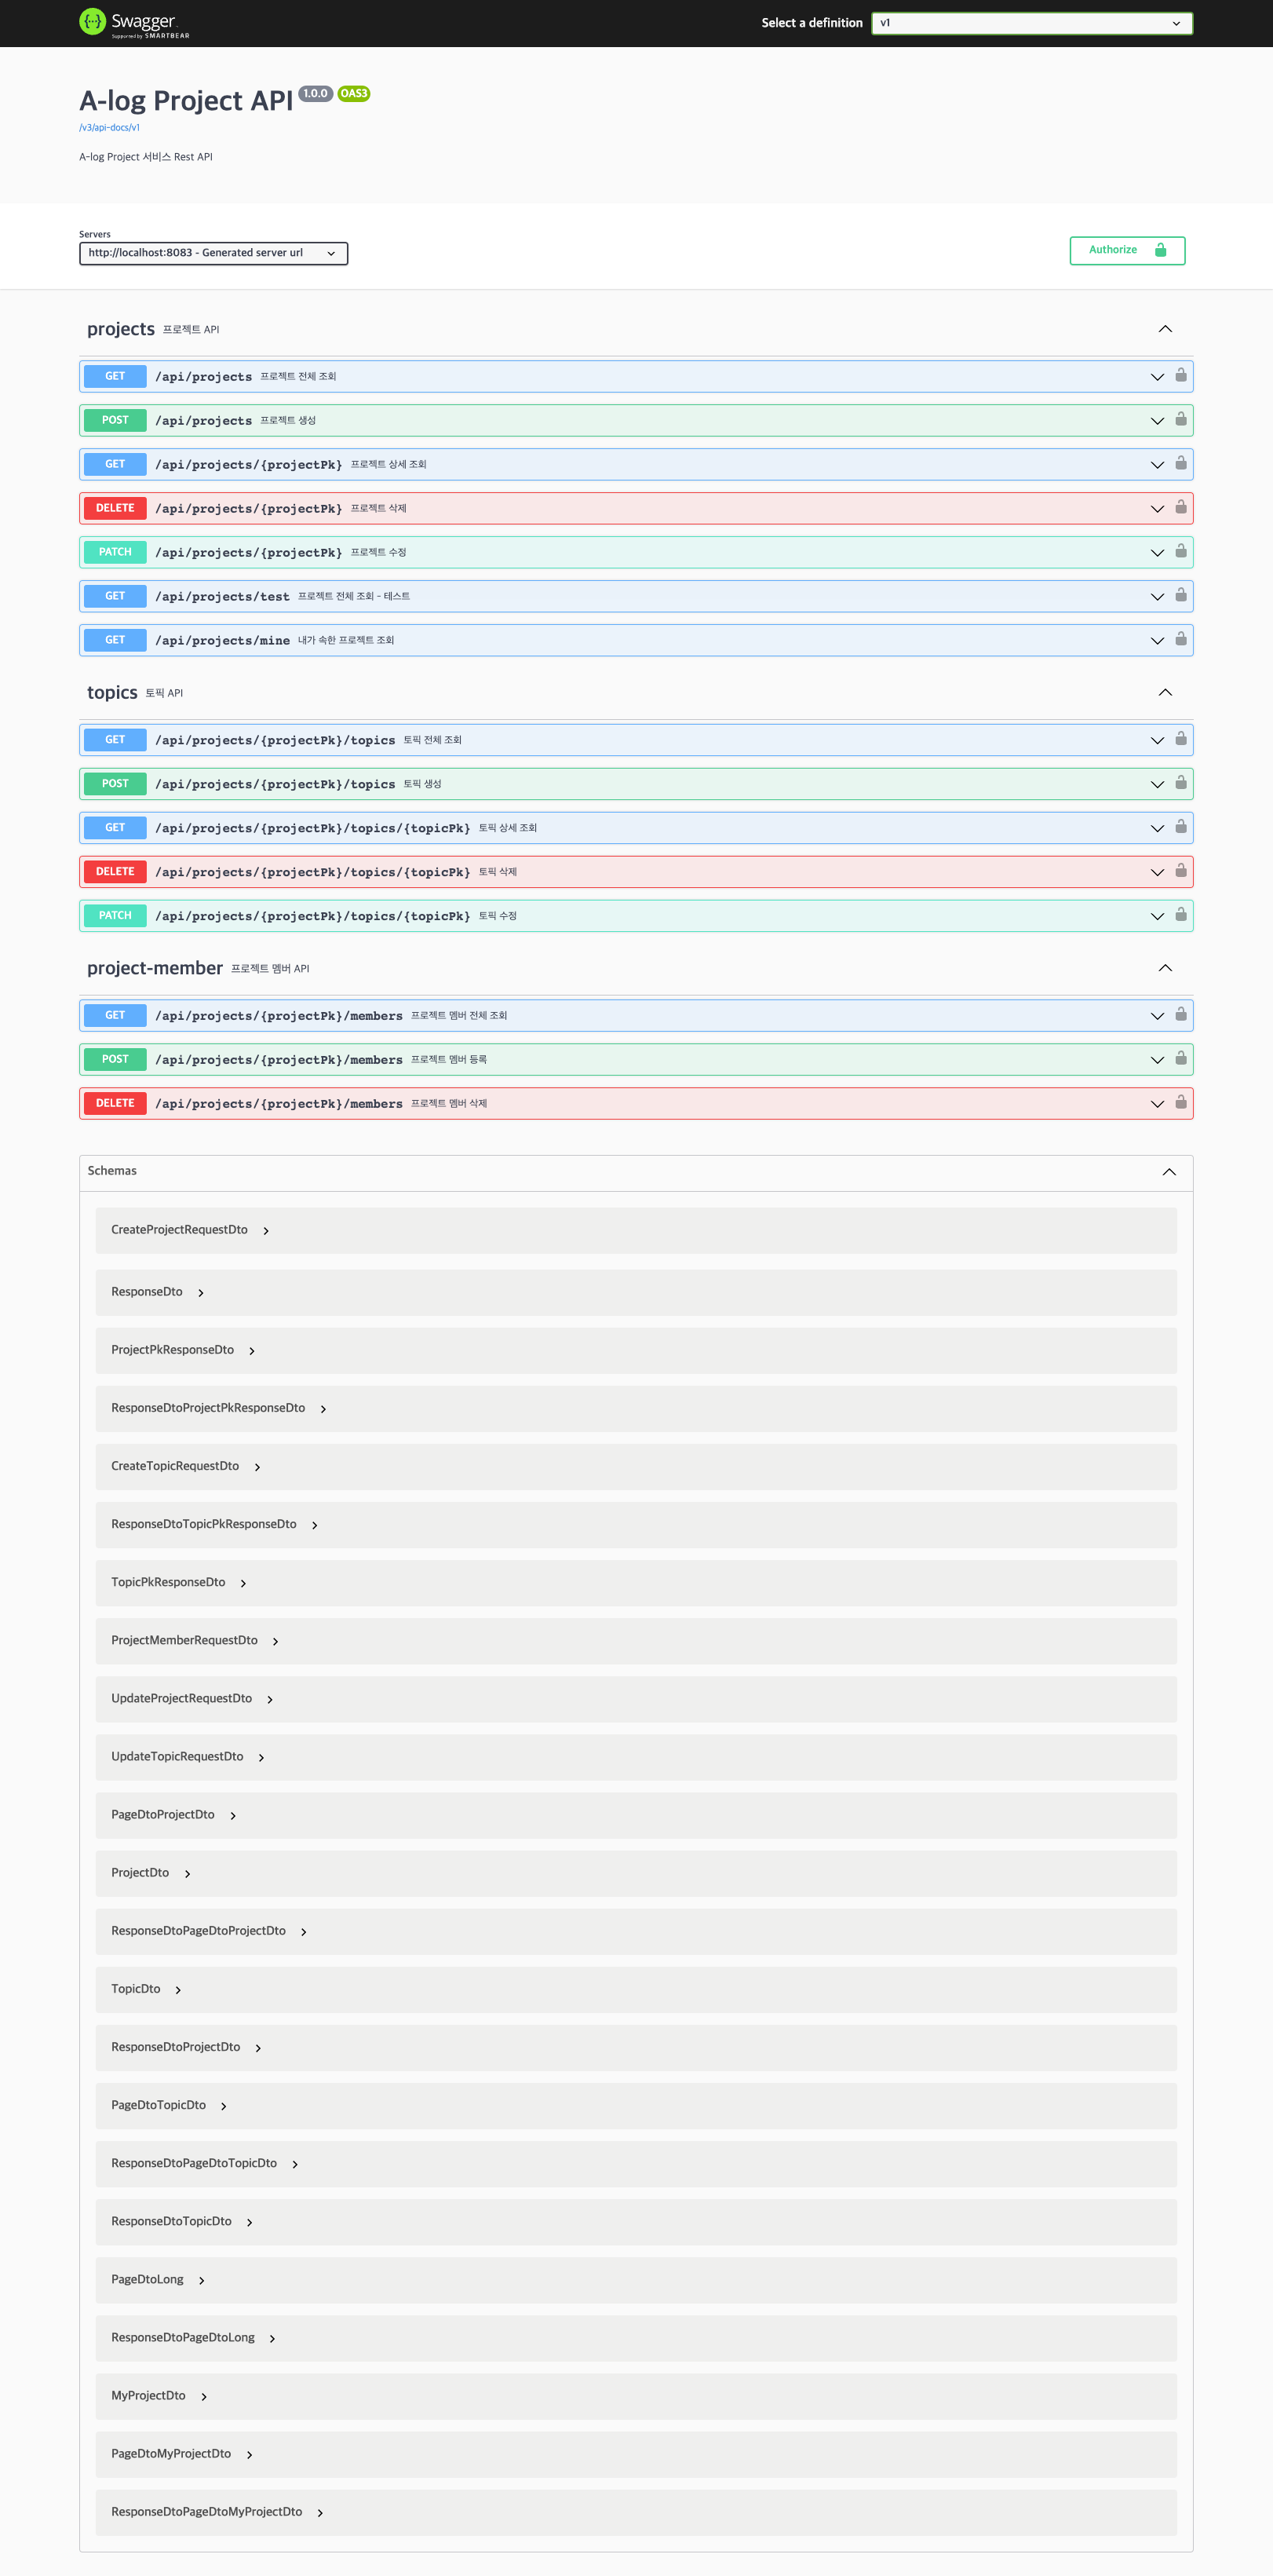 Swagger
Supported by SMARTBEAR
Select a definition
v1
A-log Project API 1.0.0 OAS3
/v3/api-docs/v1
A-log Project 서비스 Rest API
Servers
http://localhost:8083 - Generated server url
Authorize
projects 프로젝트 API
GET /api/projects 프로젝트 전체 조회
POST /api/projects 프로젝트 생성
GET /api/projects/{projectPk} 프로젝트 상세 조회
DELETE /api/projects/{projectPk} 프로젝트 삭제
PATCH /api/projects/{projectPk} 프로젝트 수정
GET /api/projects/test 프로젝트 전체 조회 - 테스트
GET /api/projects/mine 내가 속한 프로젝트 조회
topics 토픽 API
GET /api/projects/{projectPk}/topics 토픽 전체 조회
POST /api/projects/{projectPk}/topics 토픽 생성
GET /api/projects/{projectPk}/topics/{topicPk} 토픽 상세 조회
DELETE /api/projects/{projectPk}/topics/{topicPk} 토픽 삭제
PATCH /api/projects/{projectPk}/topics/{topicPk} 토픽 수정
project-member 프로젝트 멤버 API
GET /api/projects/{projectPk}/members 프로젝트 멤버 전체 조회
POST /api/projects/{projectPk}/members 프로젝트 멤버 등록
DELETE /api/projects/{projectPk}/members 프로젝트 멤버 삭제
Schemas
CreateProjectRequestDto
ResponseDto
ProjectPkResponseDto
ResponseDtoProjectPkResponseDto
CreateTopicRequestDto
ResponseDtoTopicPkResponseDto
TopicPkResponseDto
ProjectMemberRequestDto
UpdateProjectRequestDto
UpdateTopicRequestDto
PageDtoProjectDto
ProjectDto
ResponseDtoPageDtoProjectDto
TopicDto
ResponseDtoProjectDto
PageDtoTopicDto
ResponseDtoPageDtoTopicDto
ResponseDtoTopicDto
PageDtoLong
ResponseDtoPageDtoLong
MyProjectDto
PageDtoMyProjectDto
ResponseDtoPageDtoMyProjectDto